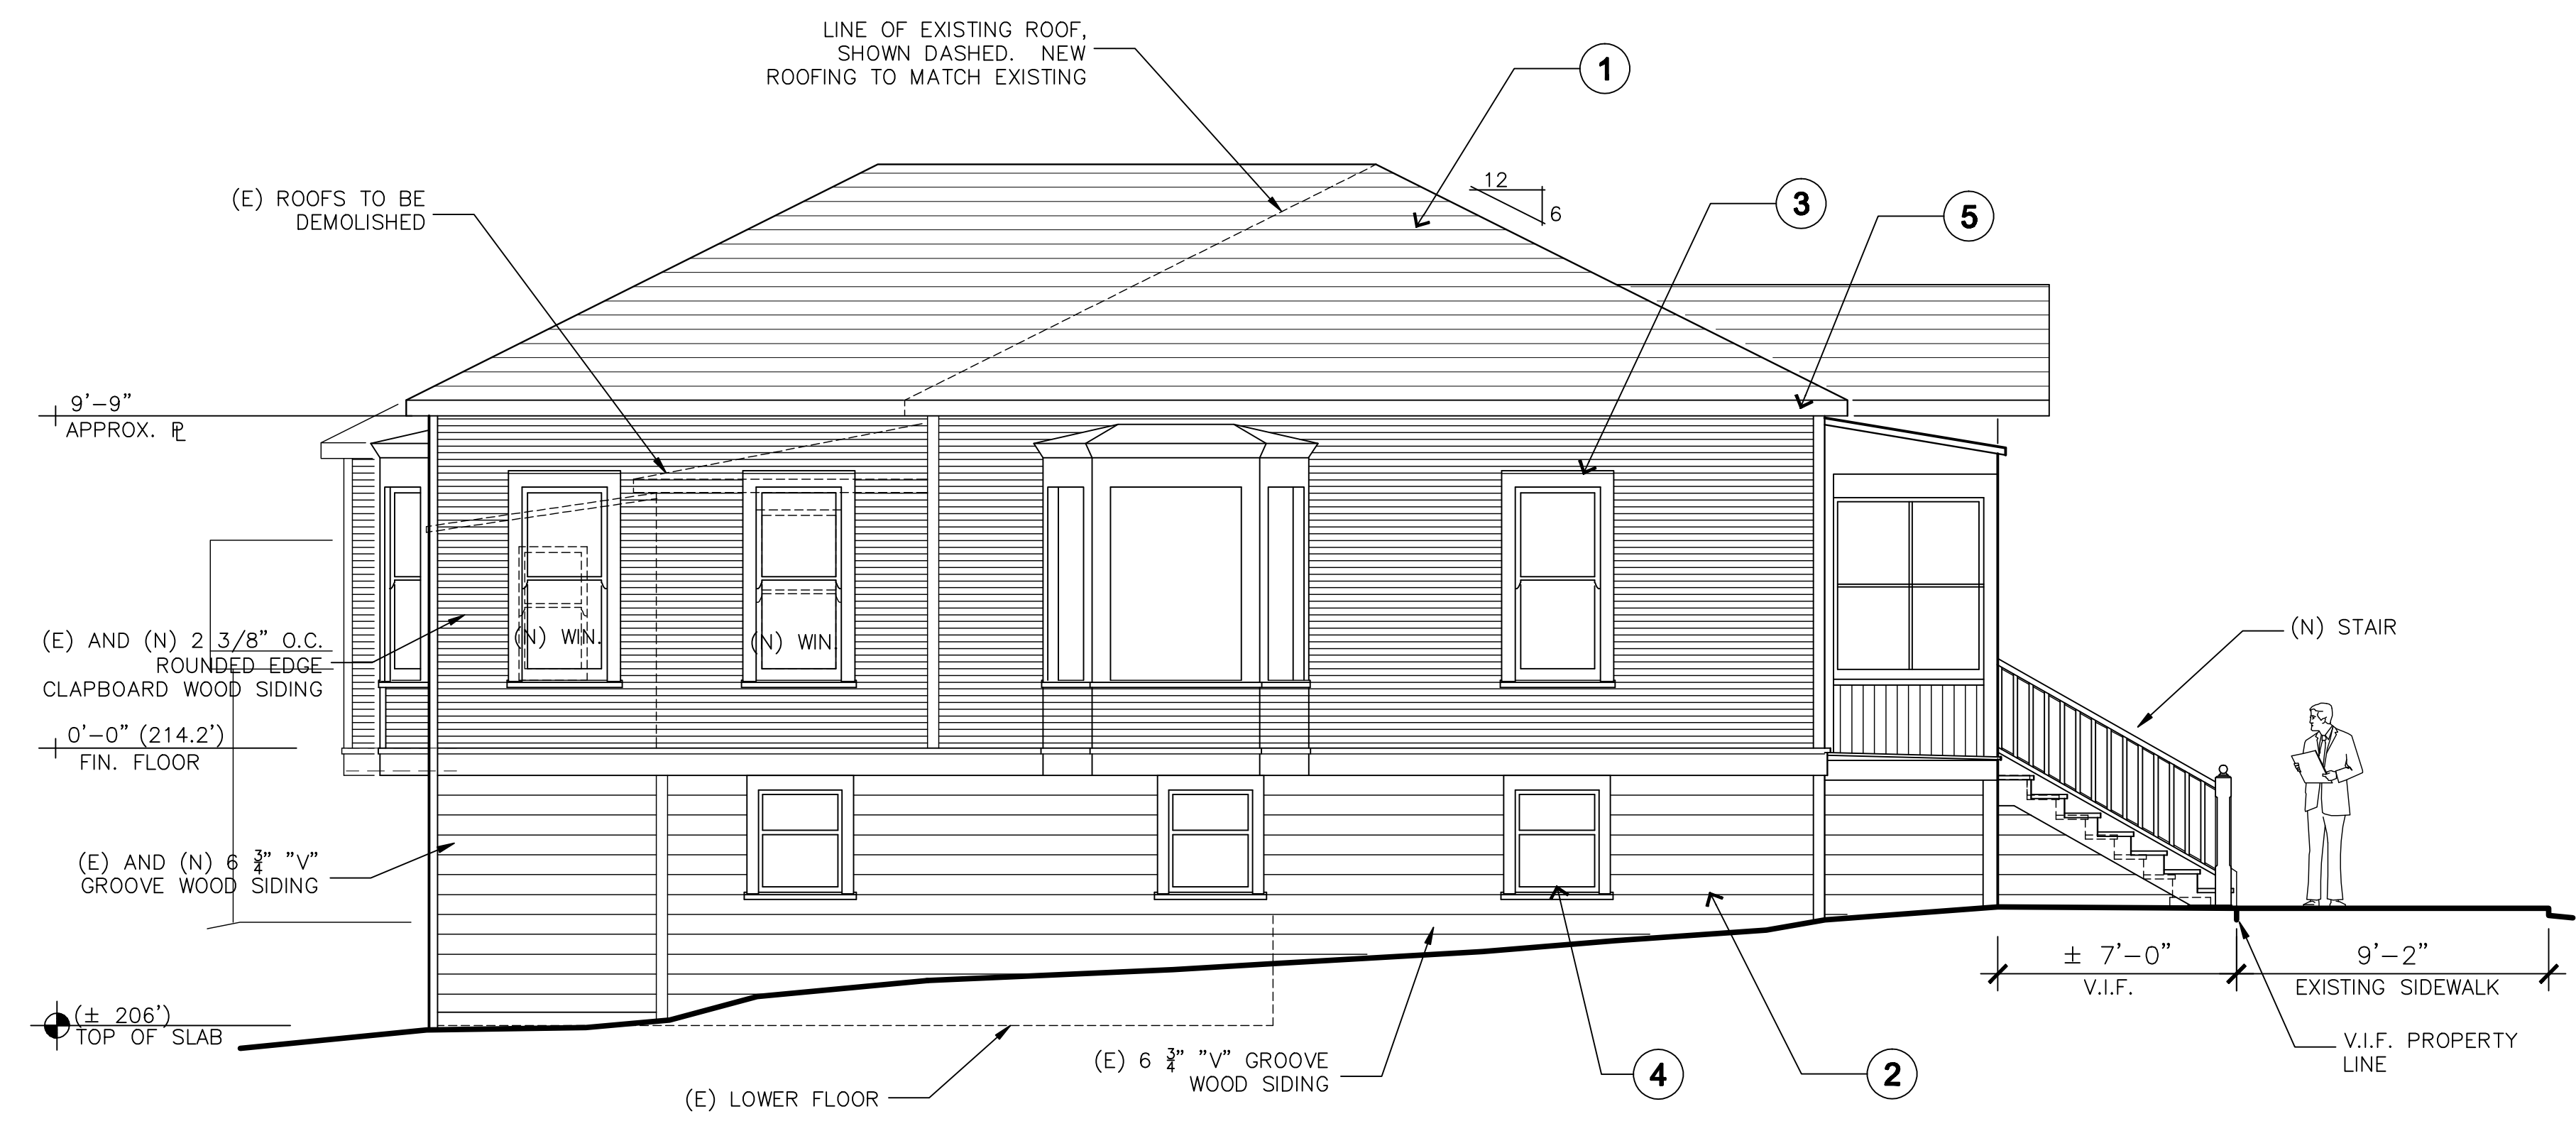 LINE OF EXISTING ROOF,
SHOWN DASHED. NEW
ROOFING TO MATCH EXISTING
1
12
6
3
5
(E) ROOFS TO BE
DEMOLISHED
9'-9"
APPROX. PL
(E) AND (N) 2 3/8" O.C.
ROUNDED EDGE
CLAPBOARD WOOD SIDING
(N) WIN.
(N) WIN.
(N) STAIR
0'-0" (214.2')
FIN. FLOOR
(E) AND (N) 6 3/4" "V"
GROOVE WOOD SIDING
± 7'-0"
V.I.F.
9'-2"
EXISTING SIDEWALK
(± 206')
TOP OF SLAB
(E) LOWER FLOOR
(E) 6 3/4" "V" GROOVE
WOOD SIDING
4
2
V.I.F. PROPERTY
LINE